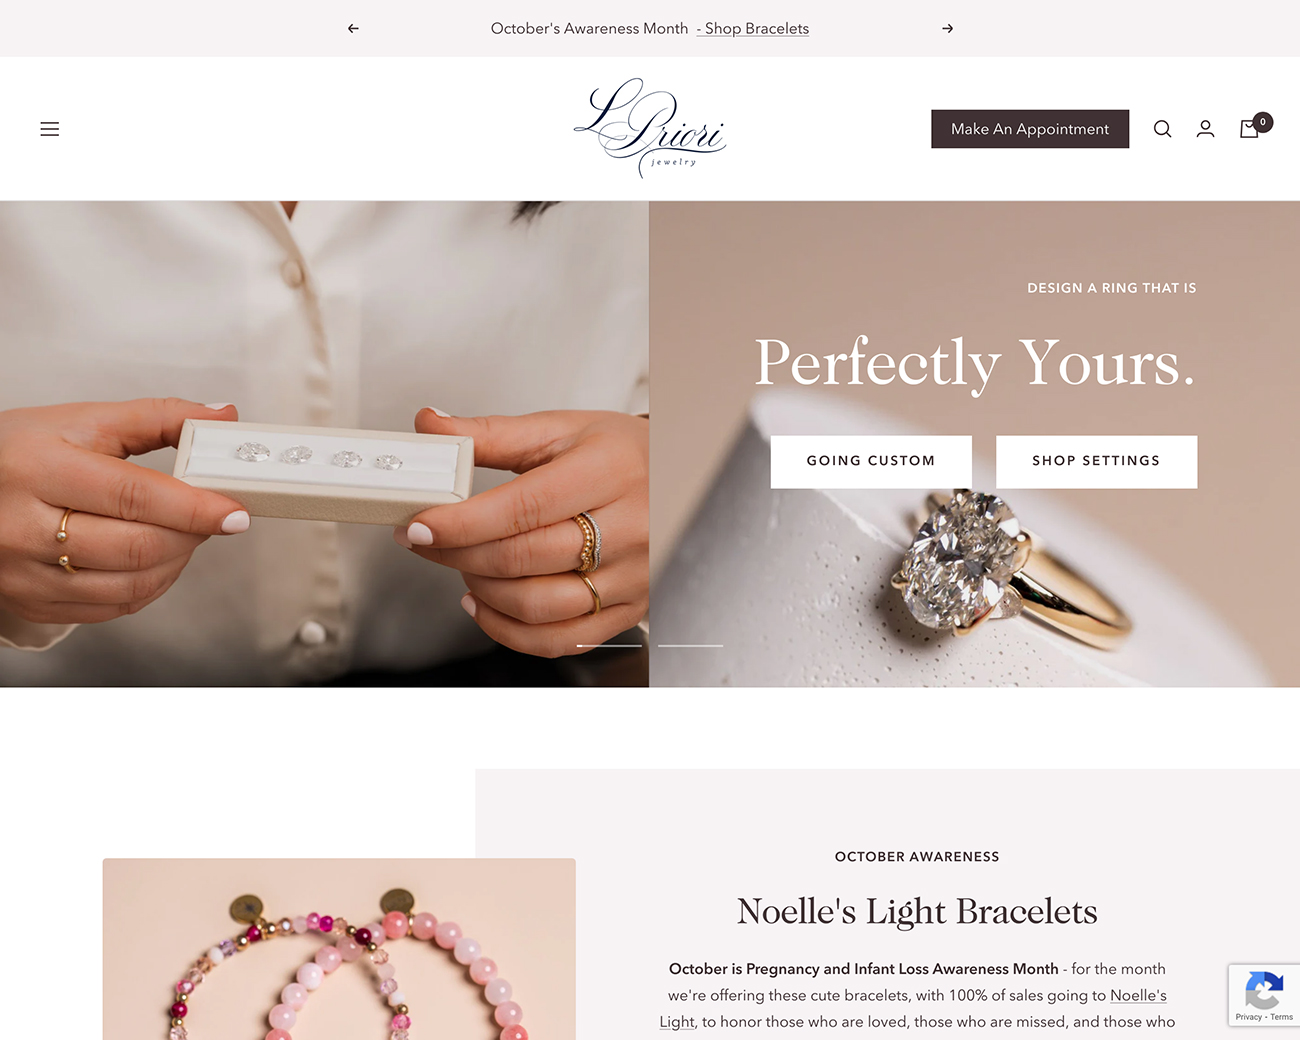 October's Awareness Month - Shop Bracelets
L Priori
jewelry
Make An Appointment
0
DESIGN A RING THAT IS
Perfectly Yours.
GOING CUSTOM
SHOP SETTINGS
OCTOBER AWARENESS
Noelle's Light Bracelets
October is Pregnancy and Infant Loss Awareness Month - for the month
we're offering these cute bracelets, with 100% of sales going to Noelle's
Light, to honor those who are loved, those who are missed, and those who
Privacy - Terms